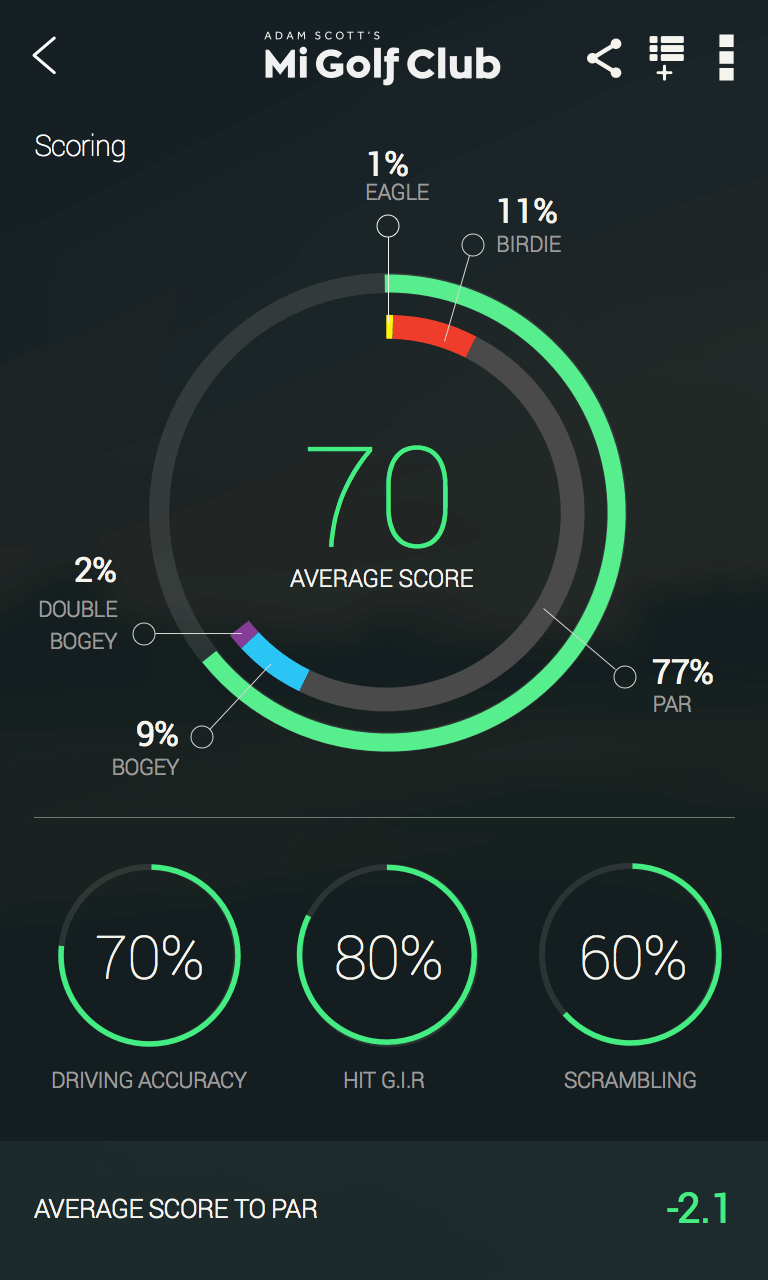 ADAM SCOTT'S
Mi Golf Club
Scoring
1%
EAGLE
11%
BIRDIE
70
AVERAGE SCORE
2%
DOUBLE
BOGEY
77%
PAR
9%
BOGEY
70%
80%
60%
DRIVING ACCURACY
HIT G.I.R
SCRAMBLING
AVERAGE SCORE TO PAR
-2.1